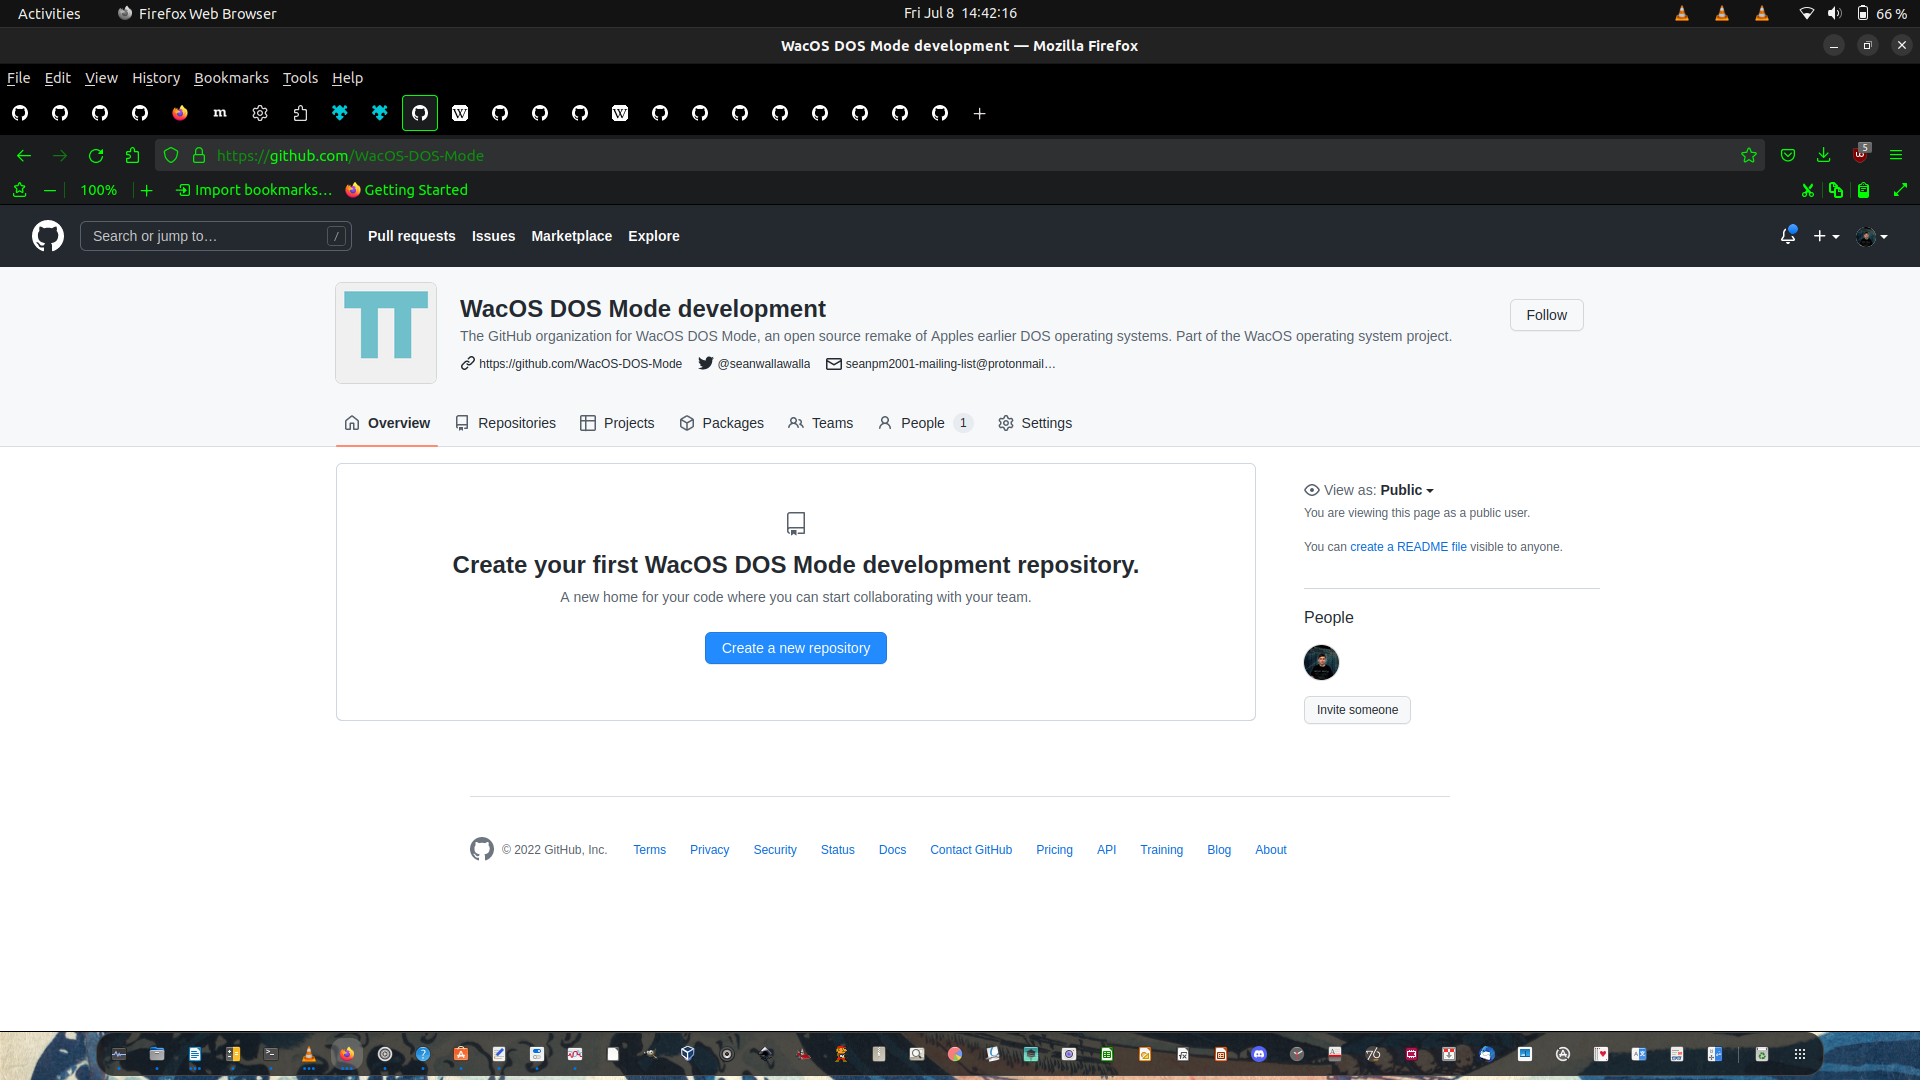 Activities
Firefox Web Browser
Fri Jul 8 14:42:16
66 %
WacOS DOS Mode development — Mozilla Firefox
File Edit View History Bookmarks Tools Help
m
W
W
https://github.com/WacOS-DOS-Mode
5
100%
Import bookmarks…
Getting Started
Search or jump to…
/
Pull requests
Issues
Marketplace
Explore
WacOS DOS Mode development
Follow
The GitHub organization for WacOS DOS Mode, an open source remake of Apples earlier DOS operating systems. Part of the WacOS operating system project.
https://github.com/WacOS-DOS-Mode
@seanwallawalla
seanpm2001-mailing-list@protonmail…
Overview
Repositories
Projects
Packages
Teams
People 1
Settings
View as: Public
You are viewing this page as a public user.
You can create a README file visible to anyone.
Create your first WacOS DOS Mode development repository.
A new home for your code where you can start collaborating with your team.
Create a new repository
People
Invite someone
© 2022 GitHub, Inc.
Terms
Privacy
Security
Status
Docs
Contact GitHub
Pricing
API
Training
Blog
About